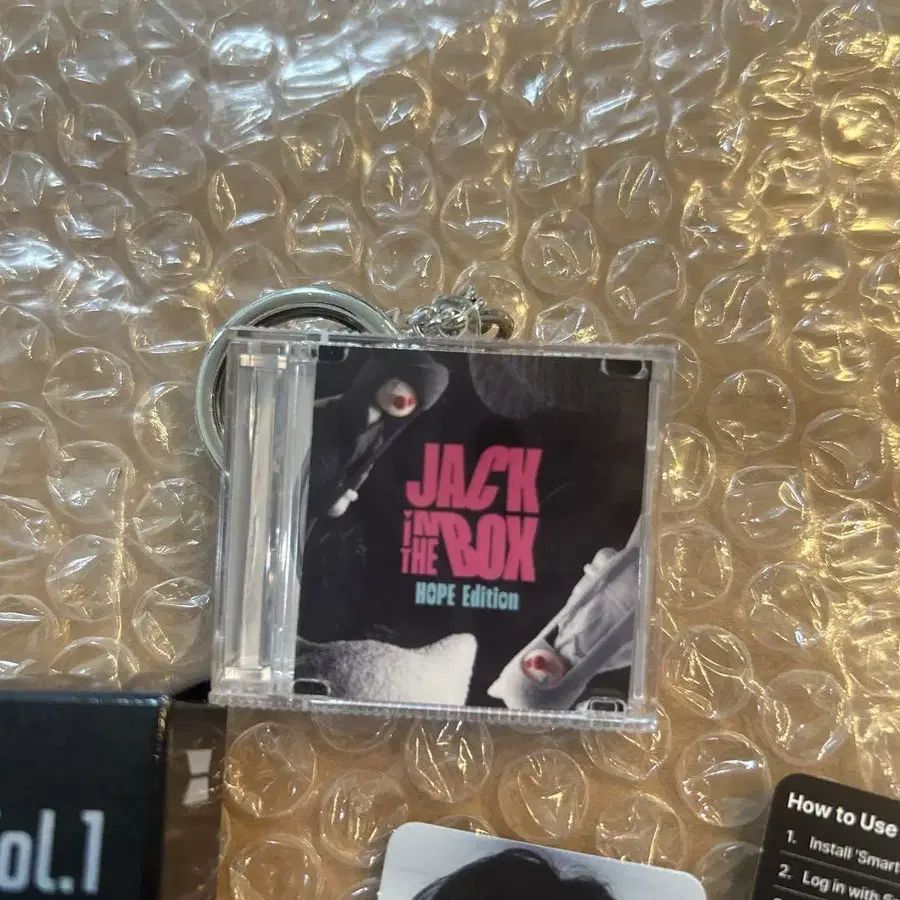 JACK
iN
THE BOX
HOPE Edition
ol.1
How to Use
1. Install 'Smart
2. Log in with